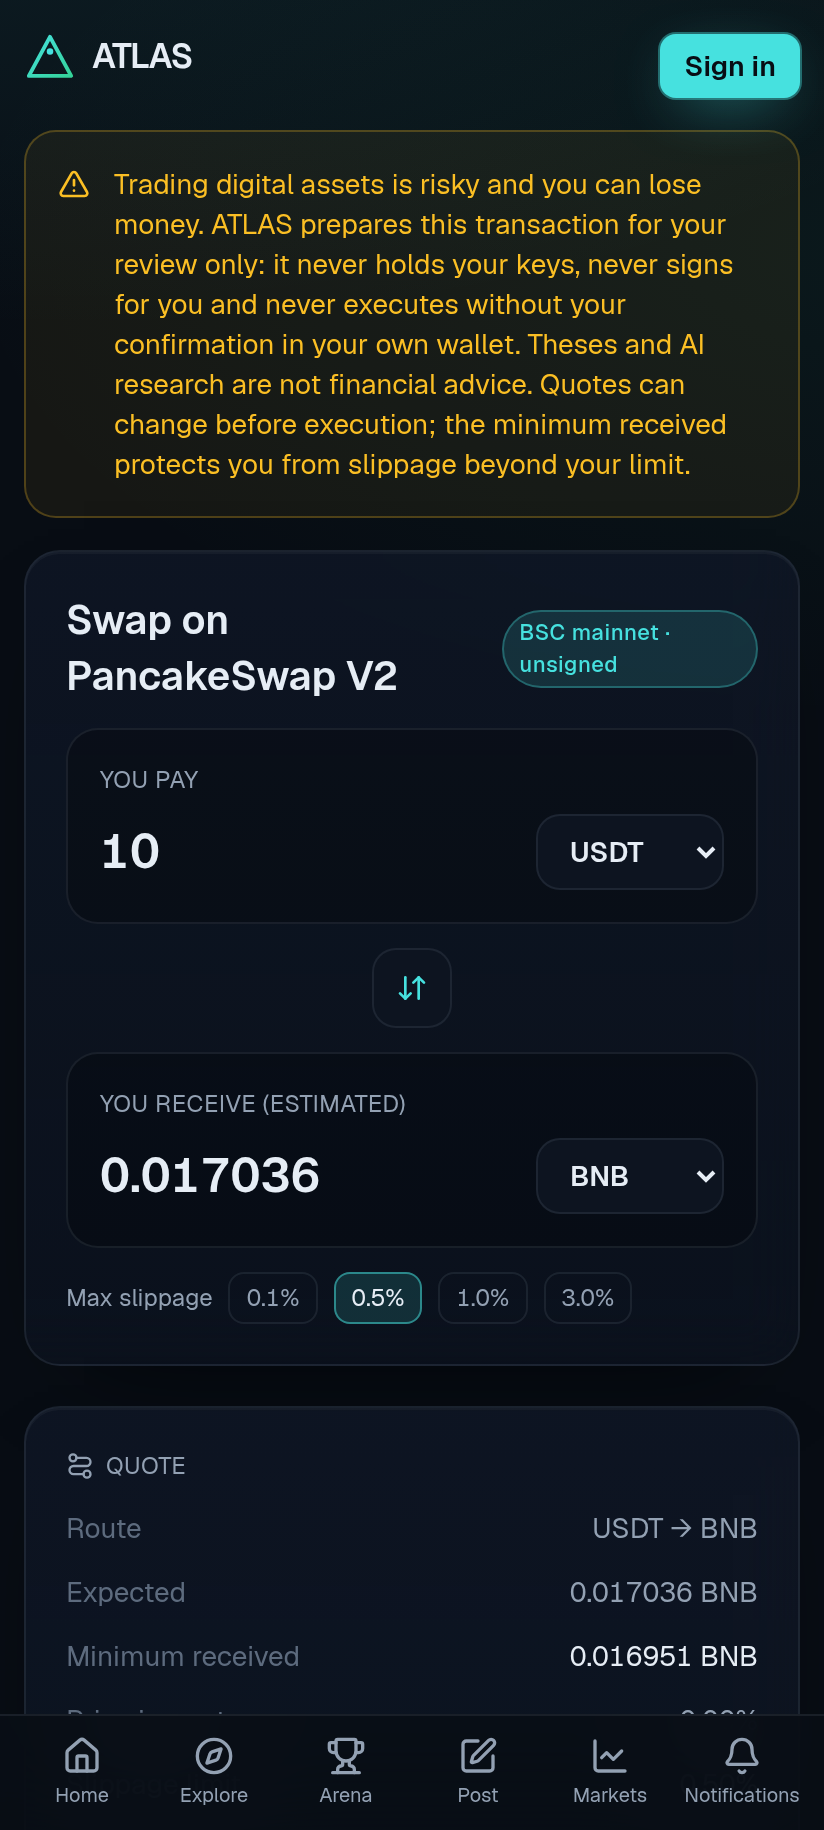 ATLAS
Sign in
Trading digital assets is risky and you can lose
money. ATLAS prepares this transaction for your
review only: it never holds your keys, never signs
for you and never executes without your
confirmation in your own wallet. Theses and AI
research are not financial advice. Quotes can
change before execution; the minimum received
protects you from slippage beyond your limit.
Swap on
PancakeSwap V2
BSC mainnet ·
unsigned
YOU PAY
10
USDT
YOU RECEIVE (ESTIMATED)
0.017036
BNB
Max slippage 0.1% 0.5% 1.0% 3.0%
QUOTE
Route USDT → BNB
Expected 0.017036 BNB
Minimum received 0.016951 BNB
Home Explore Arena Post Markets Notifications